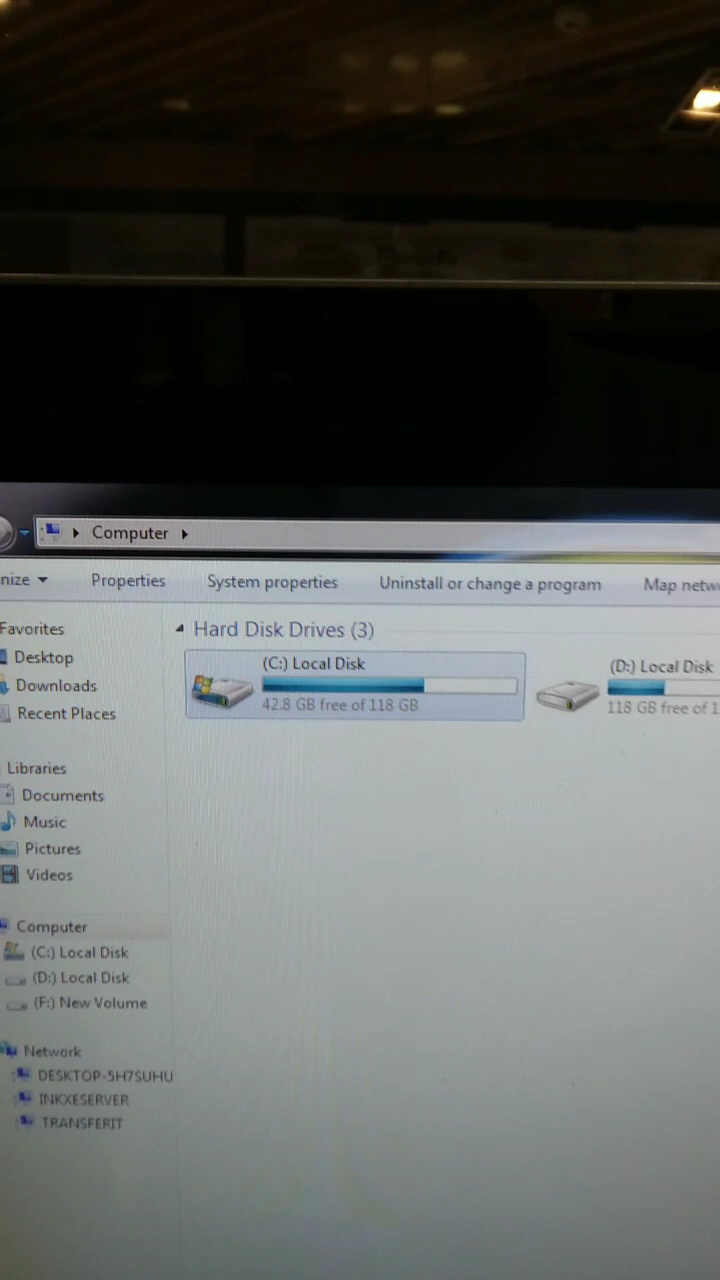 Computer
nize
Properties
System properties
Uninstall or change a program
Map netw
Favorites
Desktop
Downloads
Recent Places
Libraries
Documents
Music
Pictures
Videos
Computer
(C:) Local Disk
(D:) Local Disk
(F:) New Volume
Network
DESKTOP-5H7SUHU
INKXESERVER
TRANSFERIT
Hard Disk Drives (3)
(C:) Local Disk
42.8 GB free of 118 GB
(D:) Local Disk
118 GB free of 1